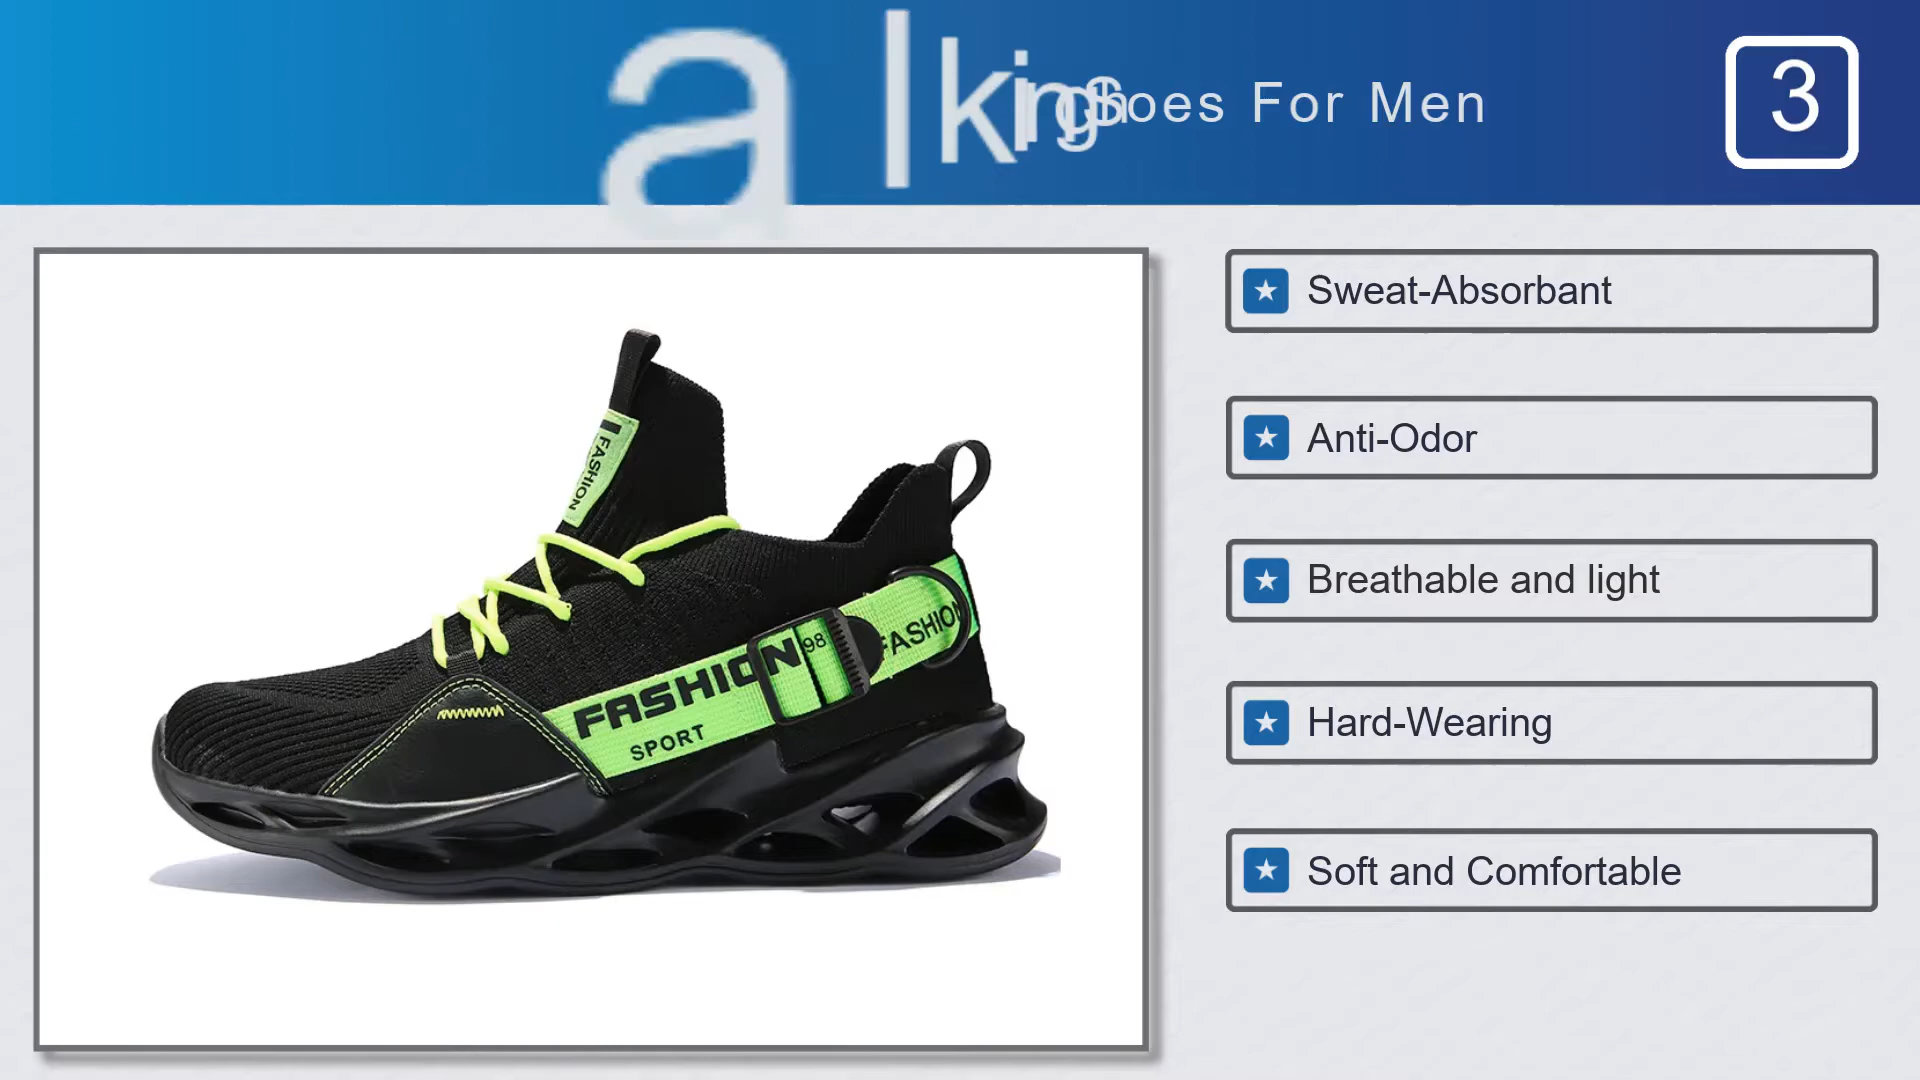 alking Shoes For Men
3
Sweat-Absorbant
Anti-Odor
Breathable and light
Hard-Wearing
Soft and Comfortable
FASHION
FASHION
SPORT
98
FASHION